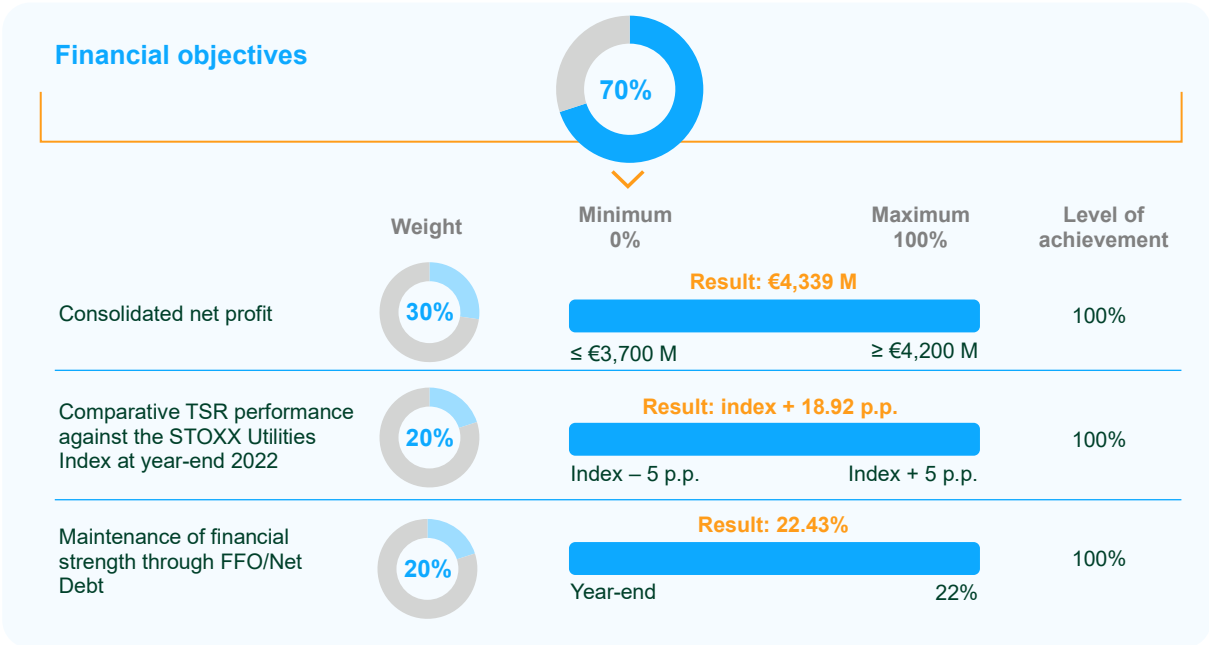 Financial objectives
70%
Weight
Minimum
0%
Maximum
100%
Level of
achievement
Consolidated net profit
30%
Result: €4,339 M
≤ €3,700 M
≥ €4,200 M
100%
Comparative TSR performance
against the STOXX Utilities
Index at year-end 2022
20%
Result: index + 18.92 p.p.
Index – 5 p.p.
Index + 5 p.p.
100%
Maintenance of financial
strength through FFO/Net
Debt
20%
Result: 22.43%
Year-end
22%
100%